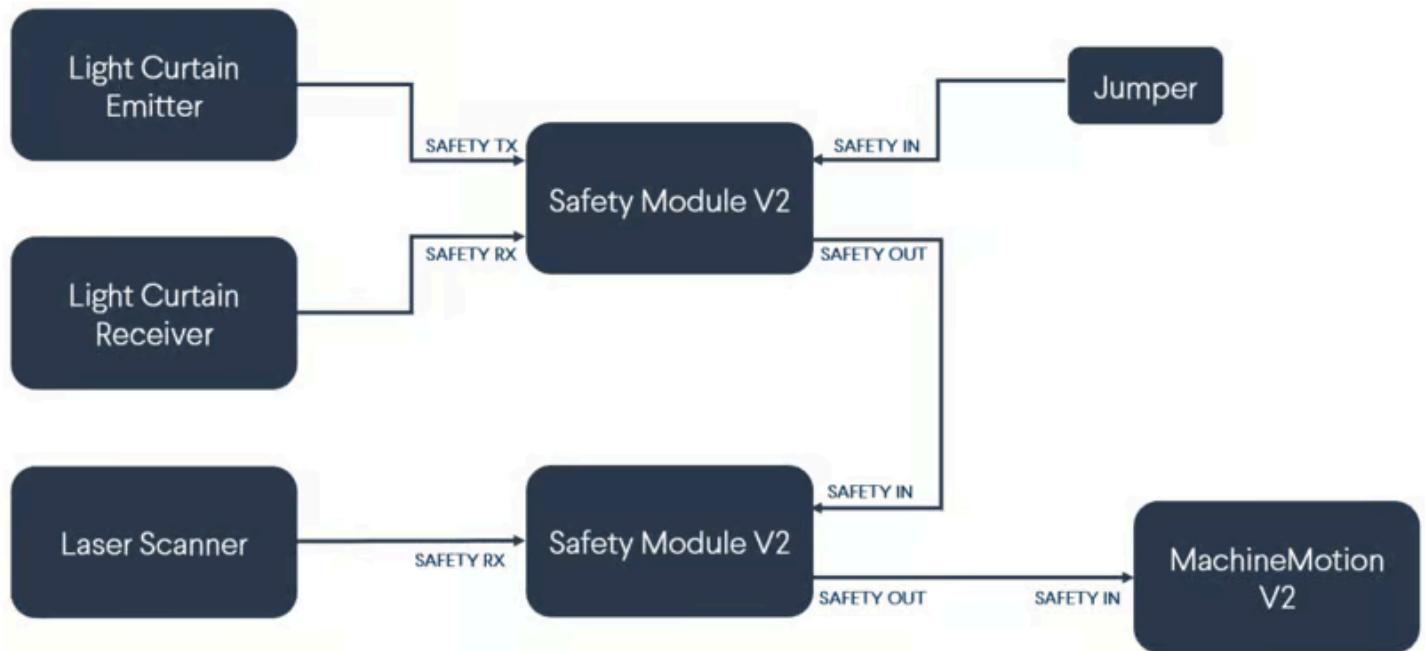 Light Curtain
Emitter
Jumper
SAFETY TX
SAFETY IN
Safety Module V2
SAFETY RX
SAFETY OUT
Light Curtain
Receiver
SAFETY IN
Laser Scanner
Safety Module V2
SAFETY RX
MachineMotion
V2
SAFETY OUT
SAFETY IN